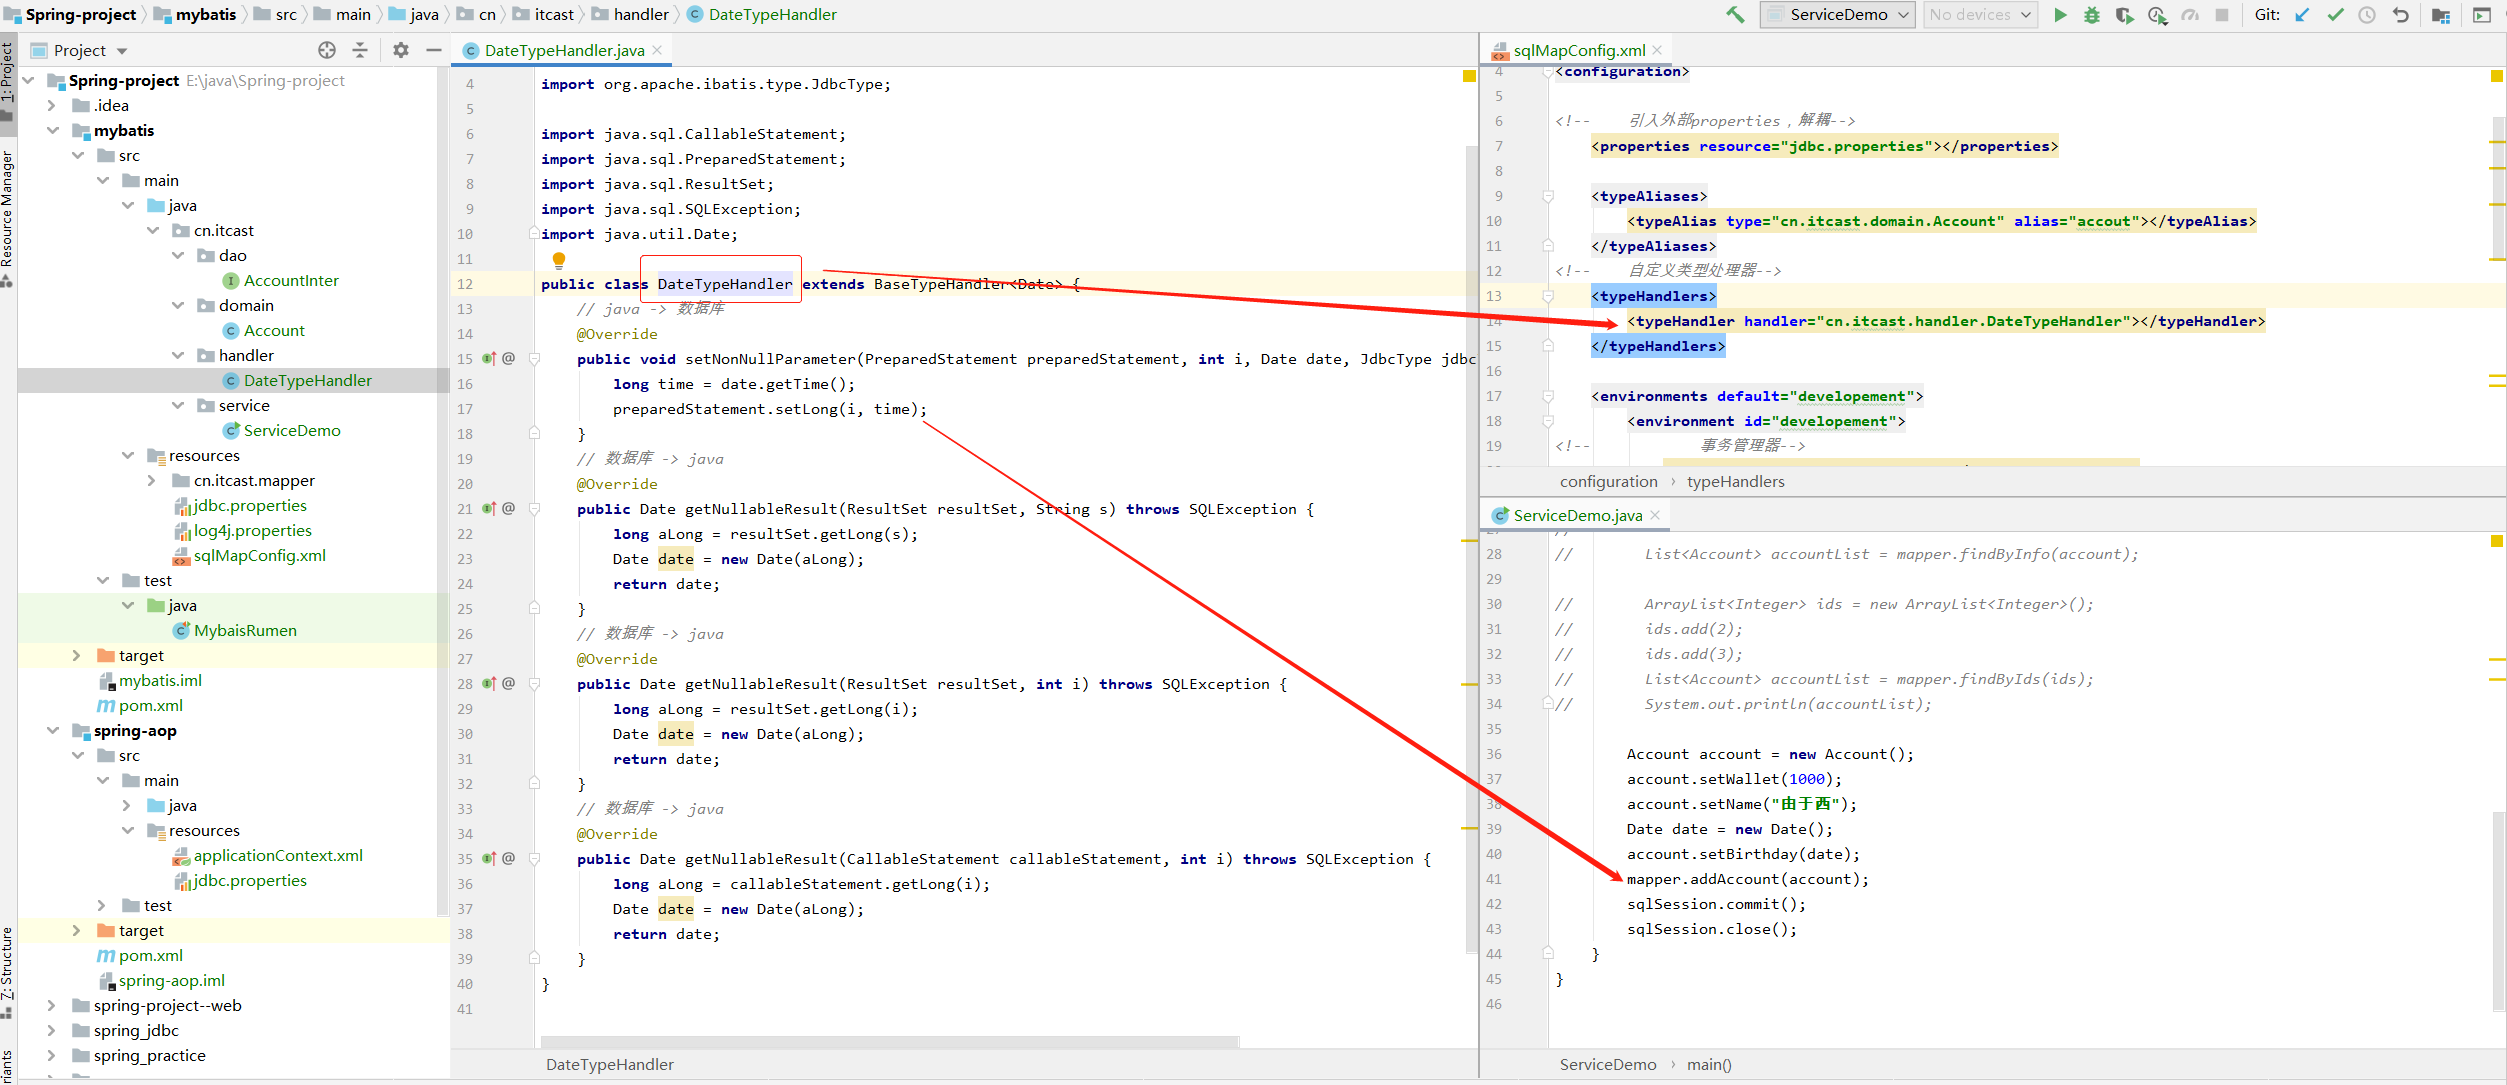 Spring-project mybatis src main java cn itcast handler DateTypeHandler
ServiceDemo No devices Git:
1: Project
Resource Manager
7: Structure
riants
Project
Spring-project E:\java\Spring-project
.idea
mybatis
src
main
java
cn.itcast
dao
AccountInter
domain
Account
handler
DateTypeHandler
service
ServiceDemo
resources
cn.itcast.mapper
jdbc.properties
log4j.properties
sqlMapConfig.xml
test
java
MybaisRumen
target
mybatis.iml
pom.xml
spring-aop
src
main
java
resources
applicationContext.xml
jdbc.properties
test
target
pom.xml
spring-aop.iml
spring-project--web
spring_jdbc
spring_practice
DateTypeHandler.java
4 import org.apache.ibatis.type.JdbcType;
5
6 import java.sql.CallableStatement;
7 import java.sql.PreparedStatement;
8 import java.sql.ResultSet;
9 import java.sql.SQLException;
10 import java.util.Date;
11
12 public class DateTypeHandler extends BaseTypeHandler<Date> {
13 // java -> 数据库
14 @Override
15 public void setNonNullParameter(PreparedStatement preparedStatement, int i, Date date, JdbcType jdbc
16 long time = date.getTime();
17 preparedStatement.setLong(i, time);
18 }
19 // 数据库 -> java
20 @Override
21 public Date getNullableResult(ResultSet resultSet, String s) throws SQLException {
22 long aLong = resultSet.getLong(s);
23 Date date = new Date(aLong);
24 return date;
25 }
26 // 数据库 -> java
27 @Override
28 public Date getNullableResult(ResultSet resultSet, int i) throws SQLException {
29 long aLong = resultSet.getLong(i);
30 Date date = new Date(aLong);
31 return date;
32 }
33 // 数据库 -> java
34 @Override
35 public Date getNullableResult(CallableStatement callableStatement, int i) throws SQLException {
36 long aLong = callableStatement.getLong(i);
37 Date date = new Date(aLong);
38 return date;
39 }
40 }
41
DateTypeHandler
sqlMapConfig.xml
4 <configuration>
5
6 <!-- 引入外部properties，解耦-->
7 <properties resource="jdbc.properties"></properties>
8
9 <typeAliases>
10 <typeAlias type="cn.itcast.domain.Account" alias="accout"></typeAlias>
11 </typeAliases>
12 <!-- 自定义类型处理器-->
13 <typeHandlers>
14 <typeHandler handler="cn.itcast.handler.DateTypeHandler"></typeHandler>
15 </typeHandlers>
16
17 <environments default="developement">
18 <environment id="developement">
19 <!-- 事务管理器-->
configuration › typeHandlers
ServiceDemo.java
28 // List<Account> accountList = mapper.findByInfo(account);
29
30 // ArrayList<Integer> ids = new ArrayList<Integer>();
31 // ids.add(2);
32 // ids.add(3);
33 // List<Account> accountList = mapper.findByIds(ids);
34 // System.out.println(accountList);
35
36 Account account = new Account();
37 account.setWallet(1000);
38 account.setName("由于西");
39 Date date = new Date();
40 account.setBirthday(date);
41 mapper.addAccount(account);
42 sqlSession.commit();
43 sqlSession.close();
44 }
45 }
46
ServiceDemo › main()